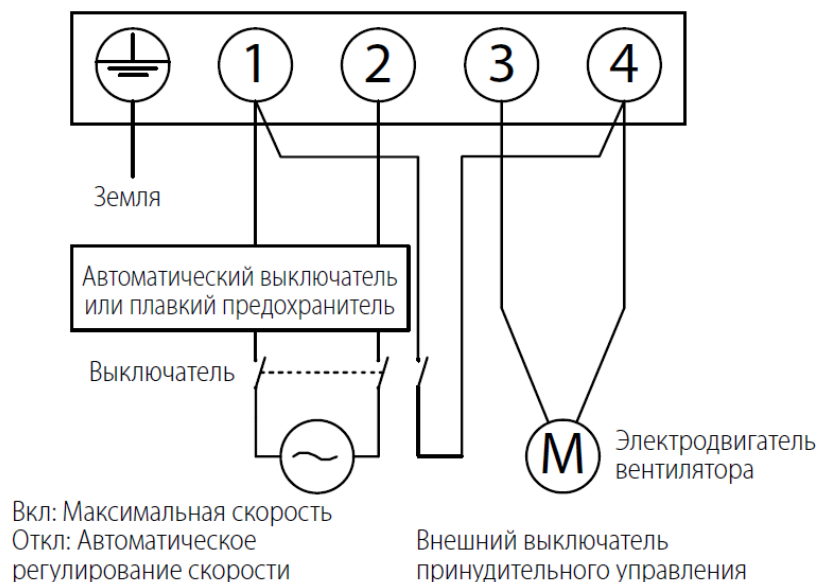 1 2 3 4
Земля
Автоматический выключатель
или плавкий предохранитель
Выключатель
M
Электродвигатель
вентилятора
Вкл: Максимальная скорость
Откл: Автоматическое
регулирование скорости
Внешний выключатель
принудительного управления